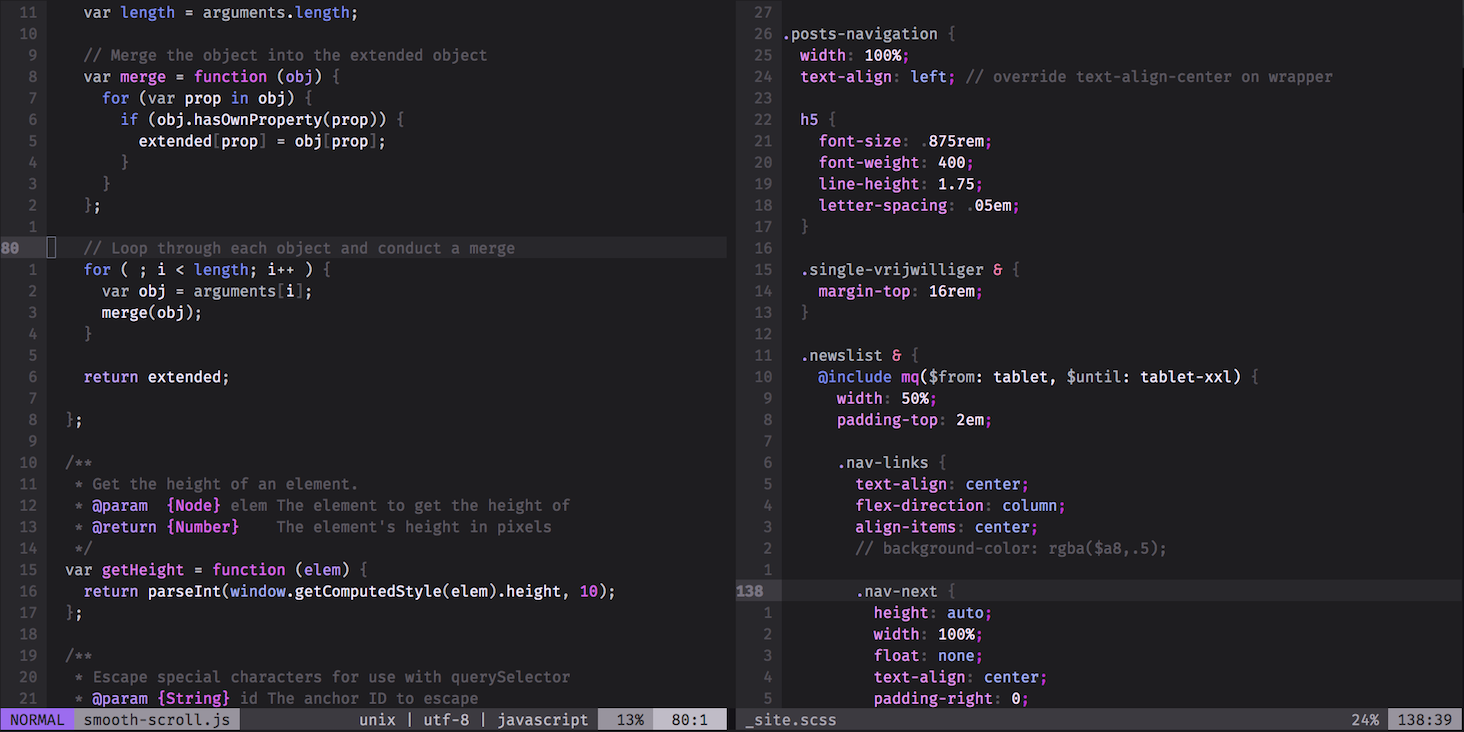 11 var length = arguments.length;
10
9 // Merge the object into the extended object
8 var merge = function (obj) {
7 for (var prop in obj) {
6 if (obj.hasOwnProperty(prop)) {
5 extended[prop] = obj[prop];
4 }
3 }
2 };
1
80 // Loop through each object and conduct a merge
1 for ( ; i < length; i++ ) {
2 var obj = arguments[i];
3 merge(obj);
4 }
5
6 return extended;
7
8 };
9
10 /**
11 * Get the height of an element.
12 * @param  {Node} elem The element to get the height of
13 * @return {Number}    The element's height in pixels
14 */
15 var getHeight = function (elem) {
16 return parseInt(window.getComputedStyle(elem).height, 10);
17 };
18
19 /**
20 * Escape special characters for use with querySelector
21 * @param {String} id The anchor ID to escape
NORMAL smooth-scroll.js unix | utf-8 | javascript 13% 80:1
27
26 .posts-navigation {
25 width: 100%;
24 text-align: left; // override text-align-center on wrapper
23
22 h5 {
21 font-size: .875rem;
20 font-weight: 400;
19 line-height: 1.75;
18 letter-spacing: .05em;
17 }
16
15 .single-vrijwilliger & {
14 margin-top: 16rem;
13 }
12
11 .newslist & {
10 @include mq($from: tablet, $until: tablet-xxl) {
9 width: 50%;
8 padding-top: 2em;
7
6 .nav-links {
5 text-align: center;
4 flex-direction: column;
3 align-items: center;
2 // background-color: rgba($a8,.5);
1
138 .nav-next {
1 height: auto;
2 width: 100%;
3 float: none;
4 text-align: center;
5 padding-right: 0;
_site.scss 24% 138:39